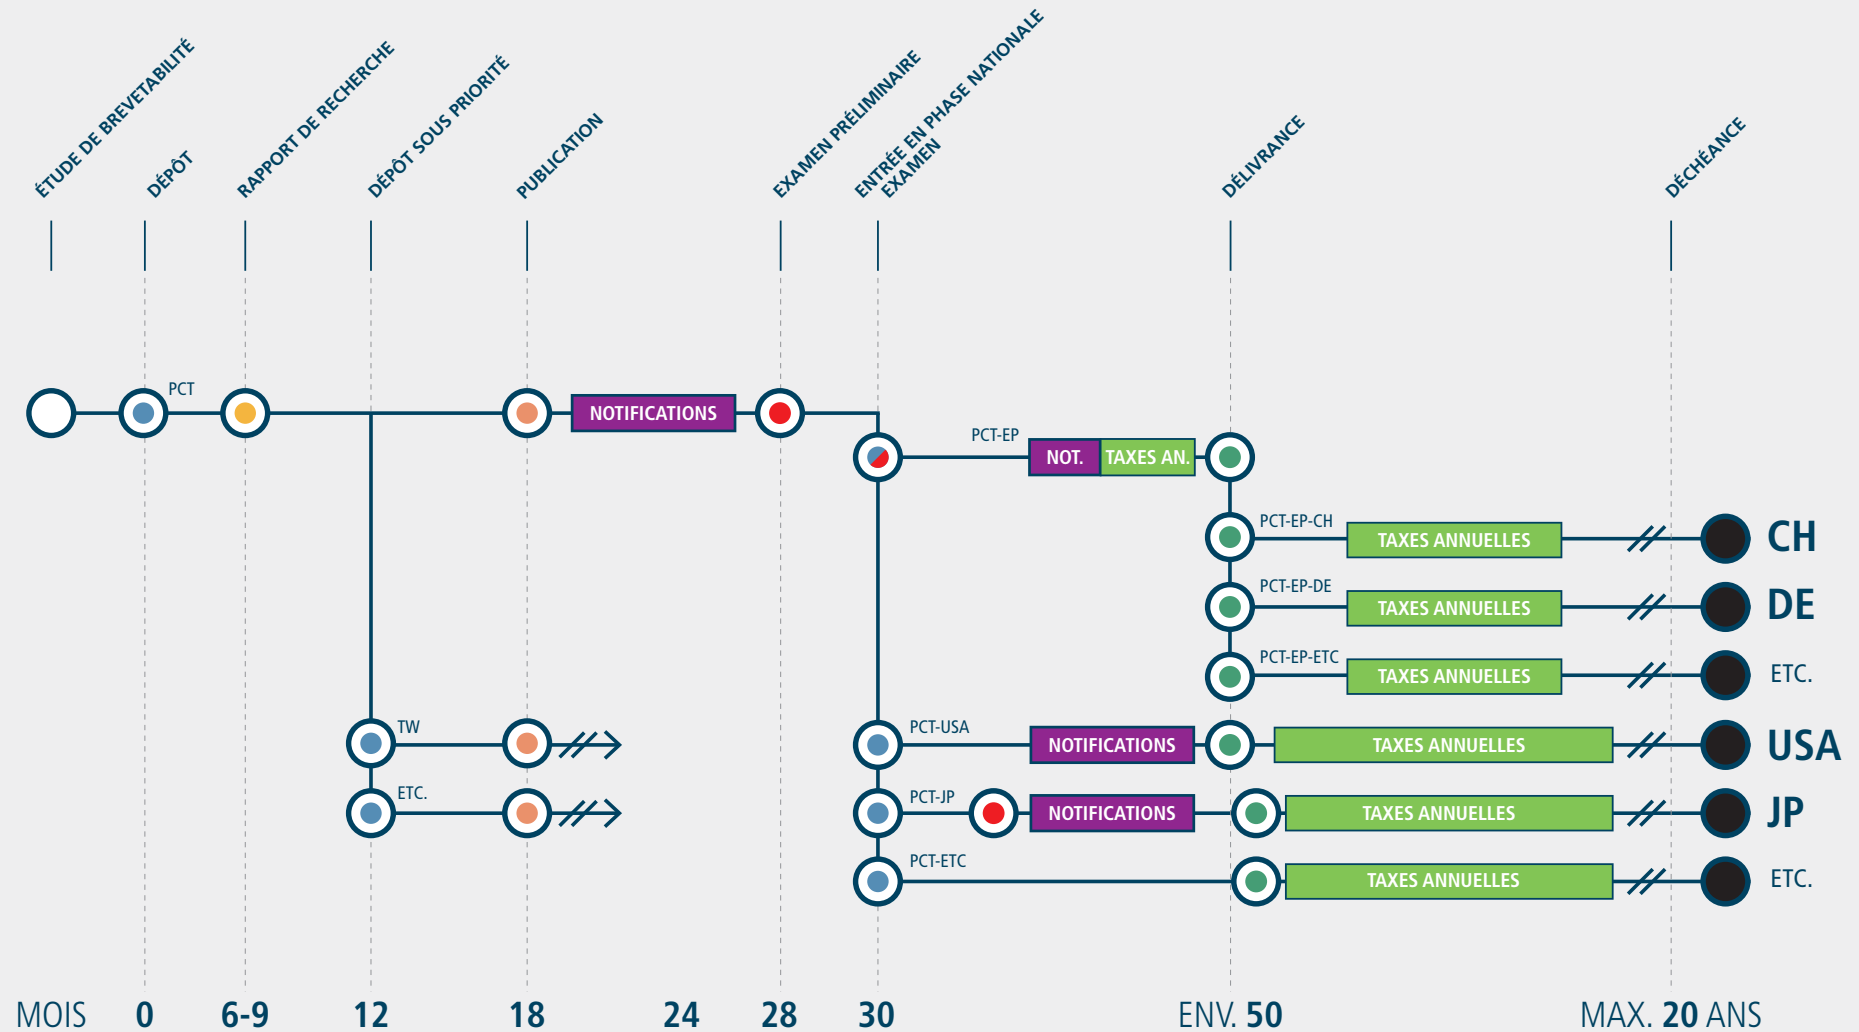 ÉTUDE DE BREVETABILITÉ
DÉPÔT
RAPPORT DE RECHERCHE
DÉPÔT SOUS PRIORITÉ
PUBLICATION
EXAMEN PRÉLIMINAIRE
ENTRÉE EN PHASE NATIONALE
EXAMEN
DÉLIVRANCE
DÉCHÉANCE
PCT
NOTIFICATIONS
PCT-EP
NOT.
TAXES AN.
PCT-EP-CH
TAXES ANNUELLES
CH
PCT-EP-DE
TAXES ANNUELLES
DE
PCT-EP-ETC
TAXES ANNUELLES
ETC.
TW
PCT-USA
NOTIFICATIONS
TAXES ANNUELLES
USA
ETC.
PCT-JP
NOTIFICATIONS
TAXES ANNUELLES
JP
PCT-ETC
TAXES ANNUELLES
ETC.
MOIS 0 6-9 12 18 24 28 30 ENV. 50 MAX. 20 ANS